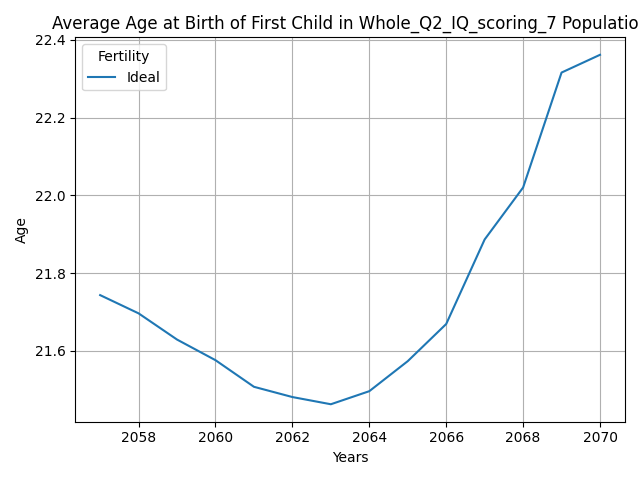 Average Age at Birth of First Child in Whole_Q2_IQ_scoring_7 Populatio
22.4
22.2
22.0
21.8
21.6
Age
Fertility
Ideal
2058 2060 2062 2064 2066 2068 2070
Years